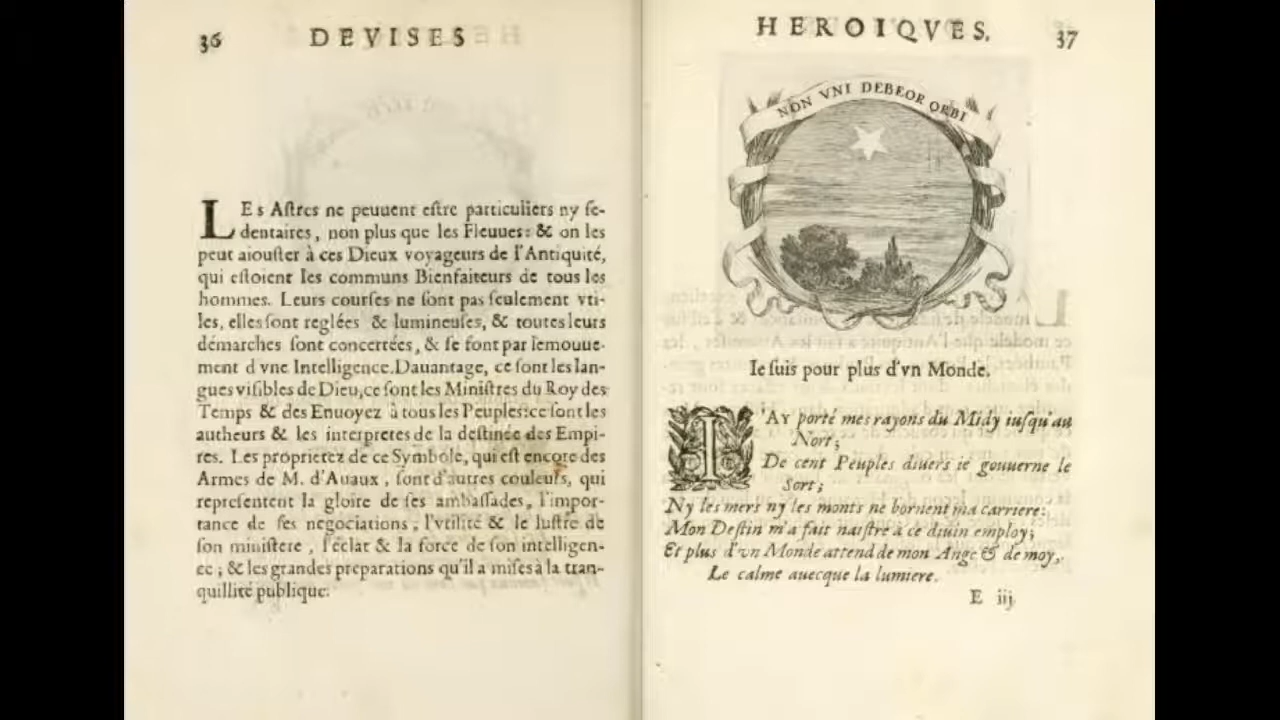 36 DEVISES
LEs Aſtres ne peuuent eſtre particuliers ny ſe-
dentaires, non plus que les Fleuues: & on les
peut aiouſter à ces Dieux voyageurs de l'Antiquité,
qui eſtoient les communs Bienfaiteurs de tous les
hommes. Leurs courſes ne ſont pas ſeulement vti-
les, elles ſont reglées & lumineuſes, & toutes leurs
démarches ſont concertées, & ſe font par le mouue-
ment d'vne Intelligence. Dauantage, ce ſont les lan-
gues viſibles de Dieu, ce ſont les Miniſtres du Roy des
Temps & des Enuoyez à tous les Peuples: ce ſont les
autheurs & les interpretes de la deſtinée des Empi-
res. Les proprietez de ce Symbole, qui eſt encore des
Armes de M. d'Auaux, ſont d'autres couleurs, qui
repreſentent la gloire de ſes ambaſſades, l'impor-
tance de ſes negociations, l'vtilité & le luſtre de
ſon miniſtere, l'éclat & la force de ſon intelligen-
ce; & les grandes preparations qu'il a miſes à la tran-
quillité publique.
HEROIQVES. 37
NON VNI DEBEOR ORBI
Ie ſuis pour plus d'vn Monde.
I'AY porté mes rayons du Midy iuſqu'au
Nort;
De cent Peuples diuers ie gouuerne le
Sort;
Ny les mers ny les monts ne bornent ma carriere:
Mon Deſtin m'a fait naiſtre à ce diuin employ;
Et plus d'vn Monde attend de mon Ange & de moy,
Le calme auecque la lumiere.
E iij